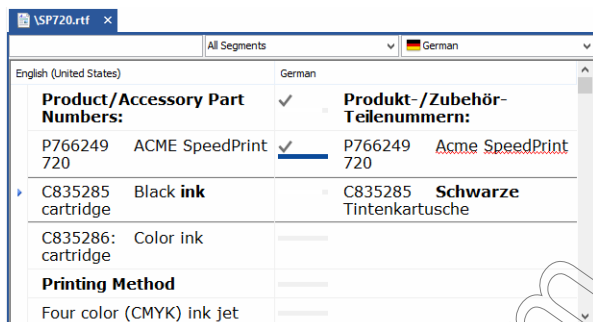 \SP720.rtf ×
All Segments German
English (United States) German
Product/Accessory Part Produkt-/Zubehör-
Numbers: Teilenummern:
P766249 ACME SpeedPrint P766249 Acme SpeedPrint
720 720
C835285 Black ink C835285 Schwarze
cartridge Tintenkartusche
C835286: Color ink
cartridge
Printing Method
Four color (CMYK) ink jet